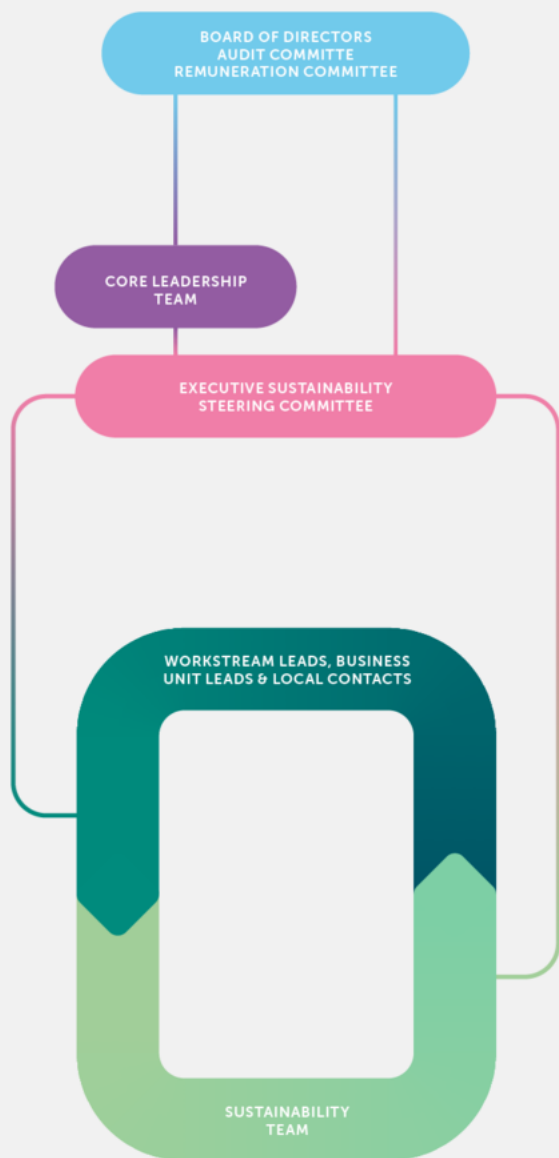 BOARD OF DIRECTORS
AUDIT COMMITTE
REMUNERATION COMMITTEE
CORE LEADERSHIP
TEAM
EXECUTIVE SUSTAINABILITY
STEERING COMMITTEE
WORKSTREAM LEADS, BUSINESS
UNIT LEADS & LOCAL CONTACTS
SUSTAINABILITY
TEAM